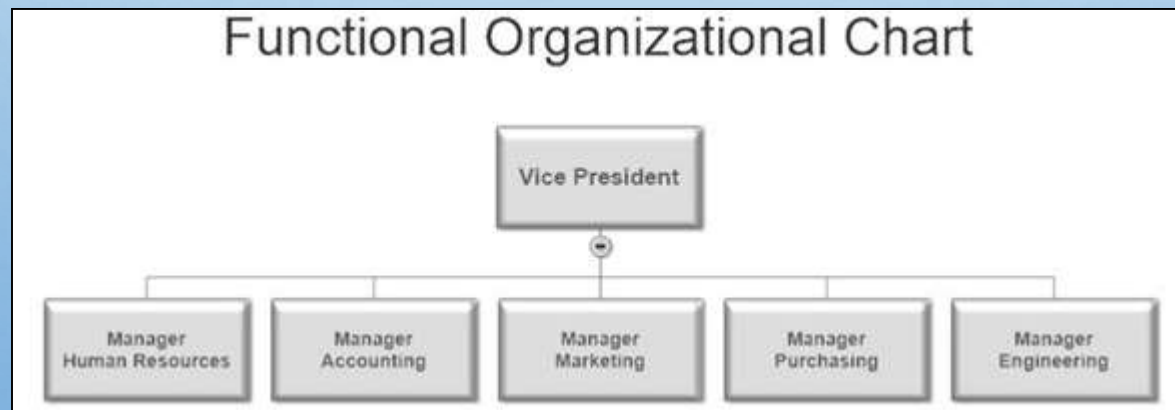 Functional Organizational Chart
Vice President
Manager
Human Resources
Manager
Accounting
Manager
Marketing
Manager
Purchasing
Manager
Engineering